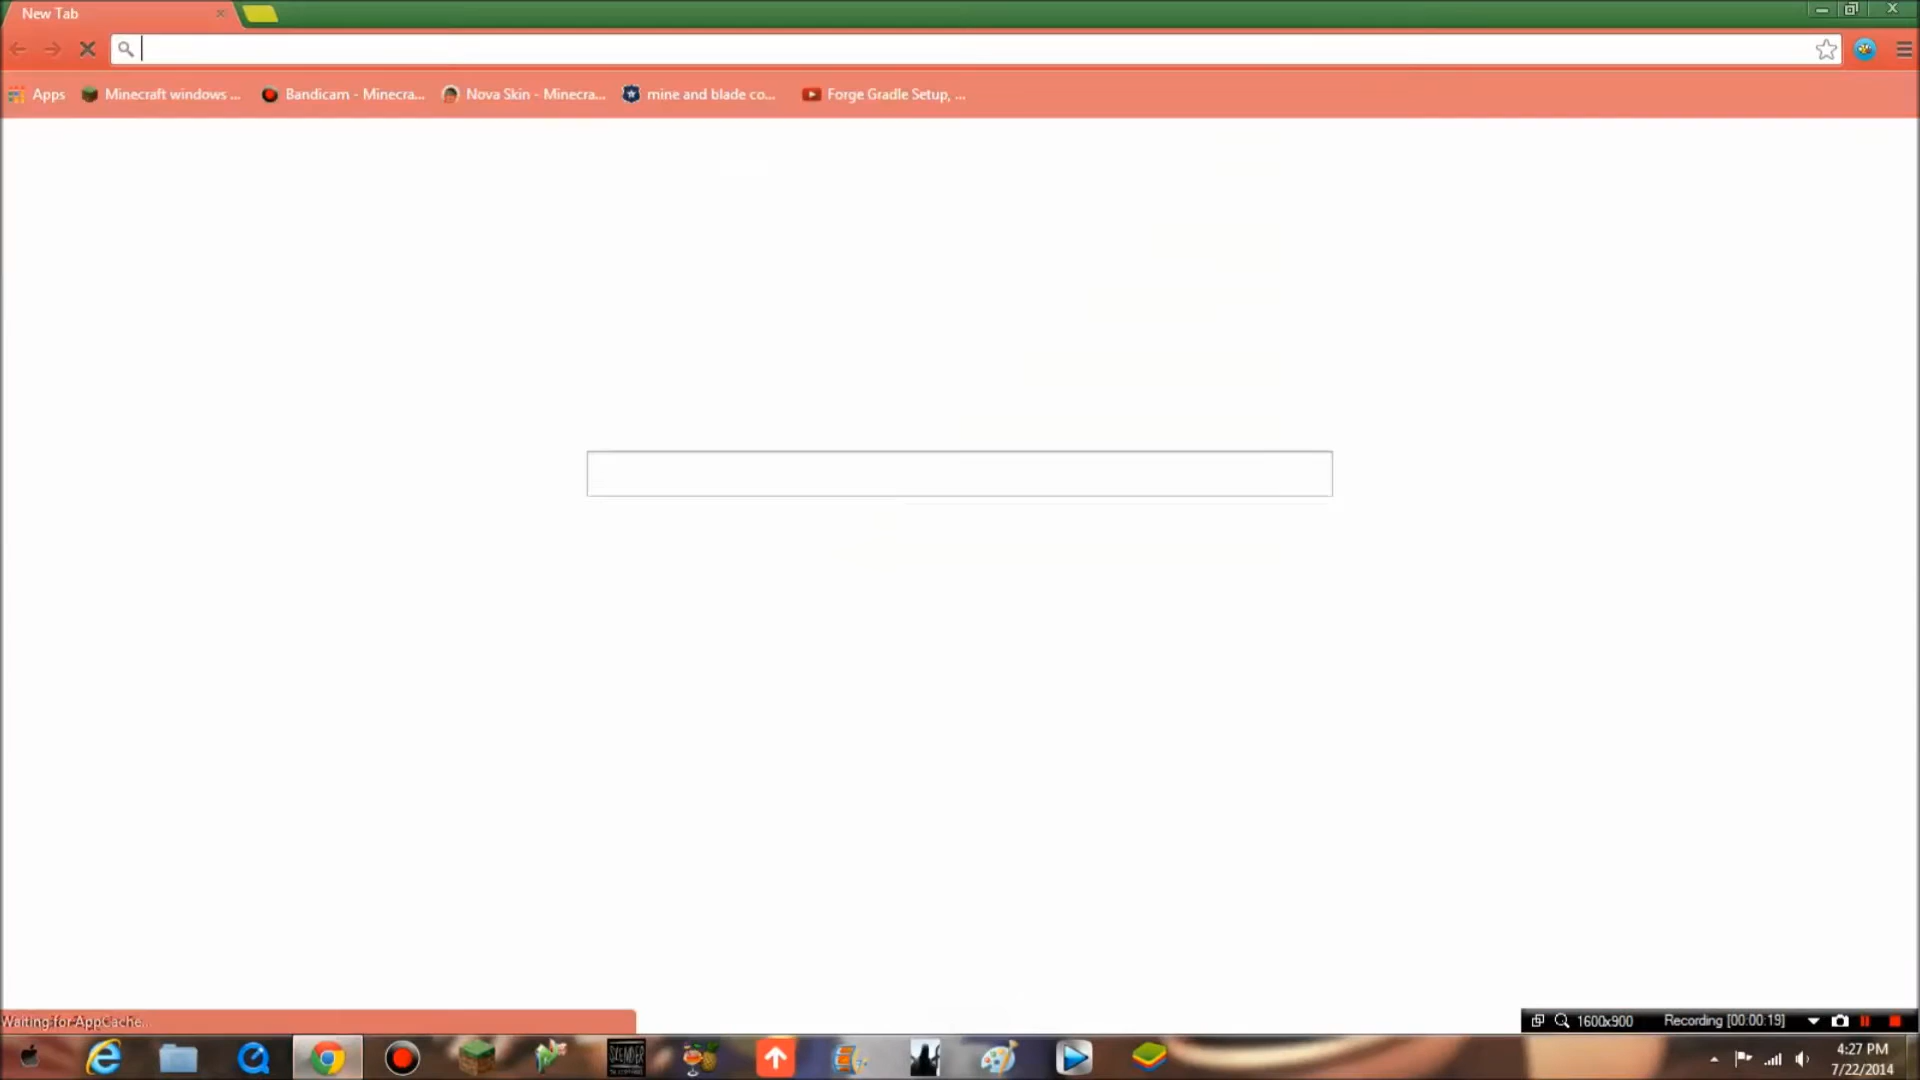 New Tab
Apps Minecraft windows ... Bandicam - Minecra... Nova Skin - Minecra... mine and blade co... Forge Gradle Setup, ...
Waiting for AppCache...
1600x900 Recording [00:00:19]
SLENDER
4:27 PM
7/22/2014